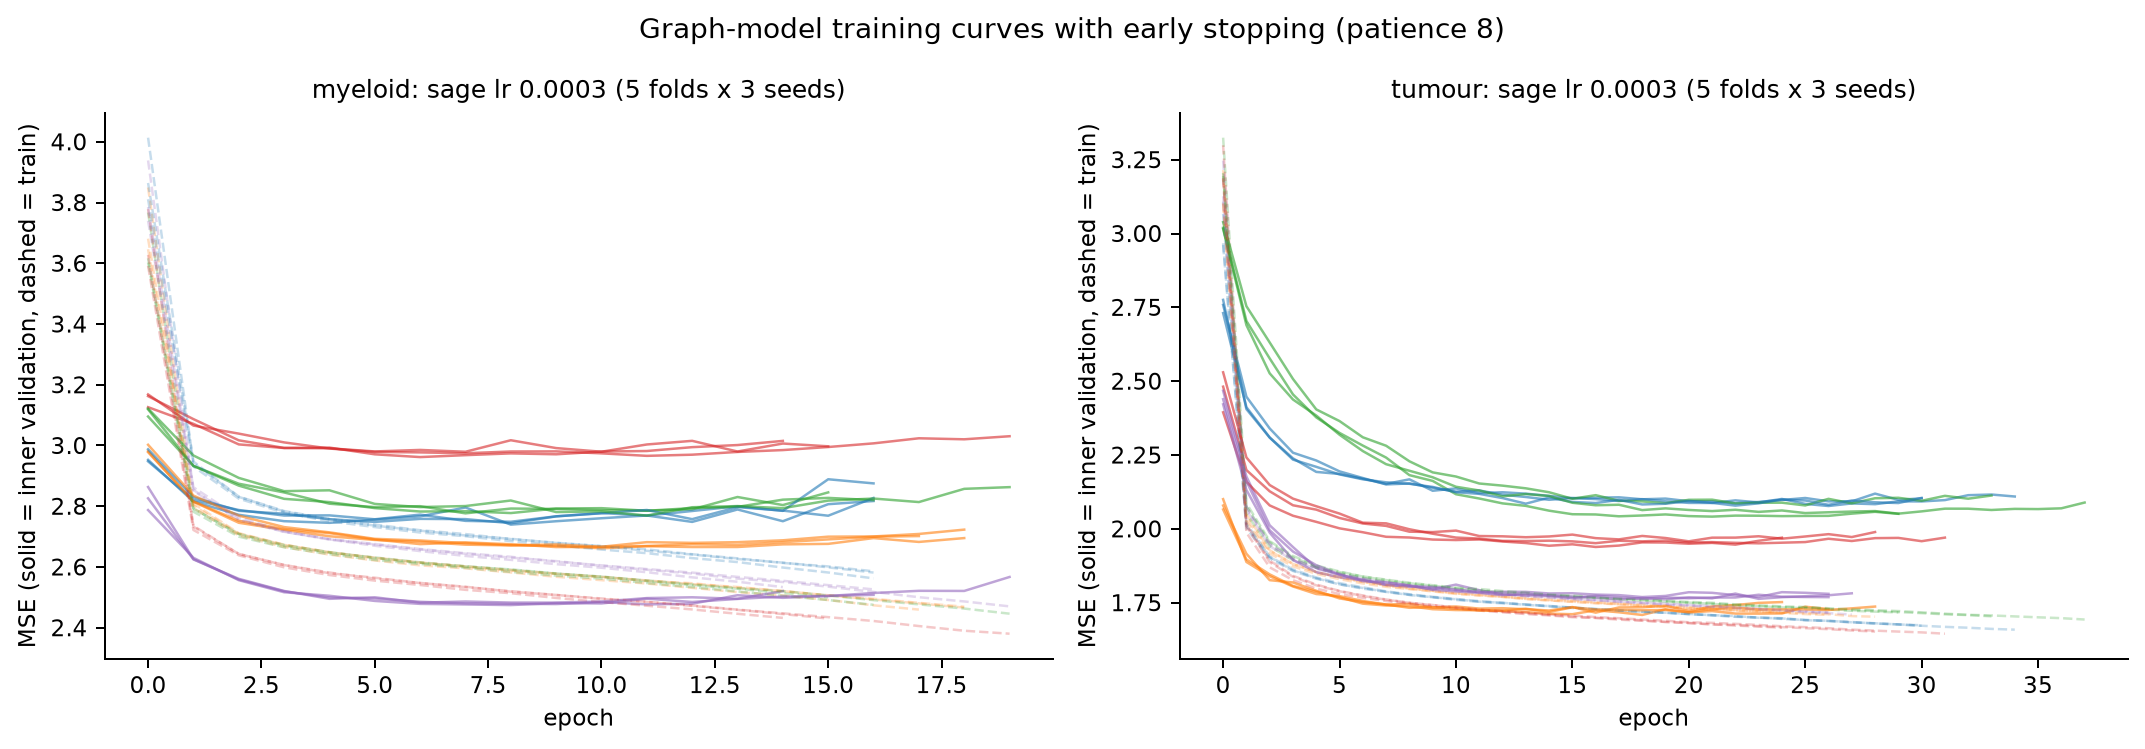 Graph-model training curves with early stopping (patience 8)
myeloid: sage lr 0.0003 (5 folds x 3 seeds)
MSE (solid = inner validation, dashed = train)
4.0
3.8
3.6
3.4
3.2
3.0
2.8
2.6
2.4
0.0 2.5 5.0 7.5 10.0 12.5 15.0 17.5
epoch
tumour: sage lr 0.0003 (5 folds x 3 seeds)
MSE (solid = inner validation, dashed = train)
3.25
3.00
2.75
2.50
2.25
2.00
1.75
0 5 10 15 20 25 30 35
epoch